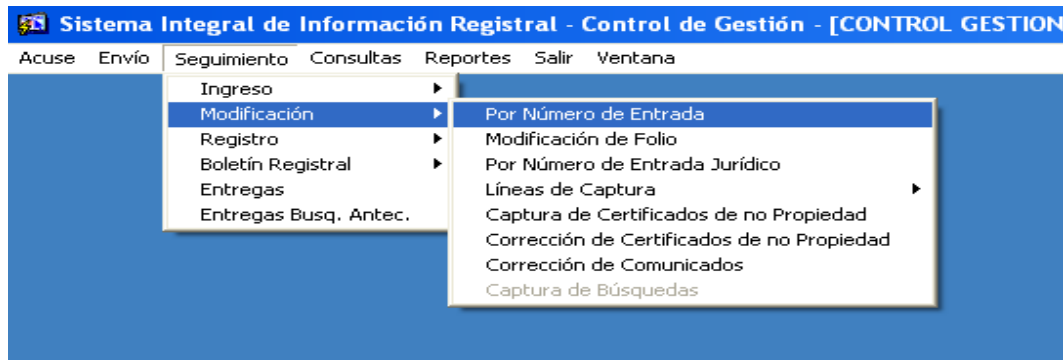 Sistema Integral de Información Registral - Control de Gestión - [CONTROL GESTION
Acuse Envío Seguimiento Consultas Reportes Salir Ventana
Ingreso
Modificación
Registro
Boletín Registral
Entregas
Entregas Busq. Antec.
Por Número de Entrada
Modificación de Folio
Por Número de Entrada Jurídico
Líneas de Captura
Captura de Certificados de no Propiedad
Corrección de Certificados de no Propiedad
Corrección de Comunicados
Captura de Búsquedas